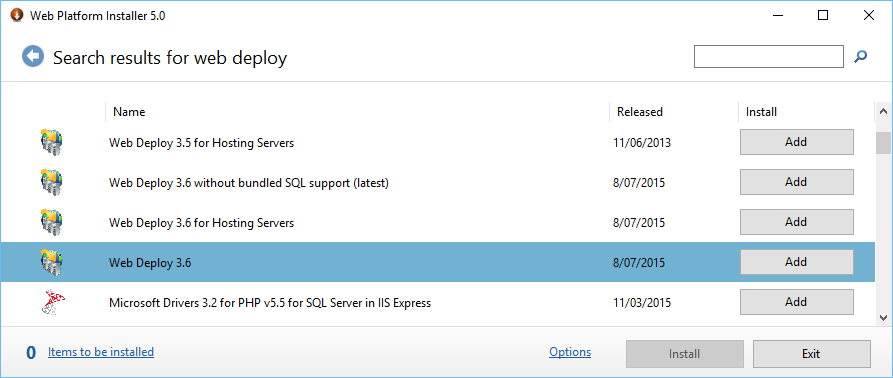 Web Platform Installer 5.0
Search results for web deploy
Name Released Install
Web Deploy 3.5 for Hosting Servers 11/06/2013 Add
Web Deploy 3.6 without bundled SQL support (latest) 8/07/2015 Add
Web Deploy 3.6 for Hosting Servers 8/07/2015 Add
Web Deploy 3.6 8/07/2015 Add
Microsoft Drivers 3.2 for PHP v5.5 for SQL Server in IIS Express 11/03/2015 Add
0 Items to be installed Options Install Exit